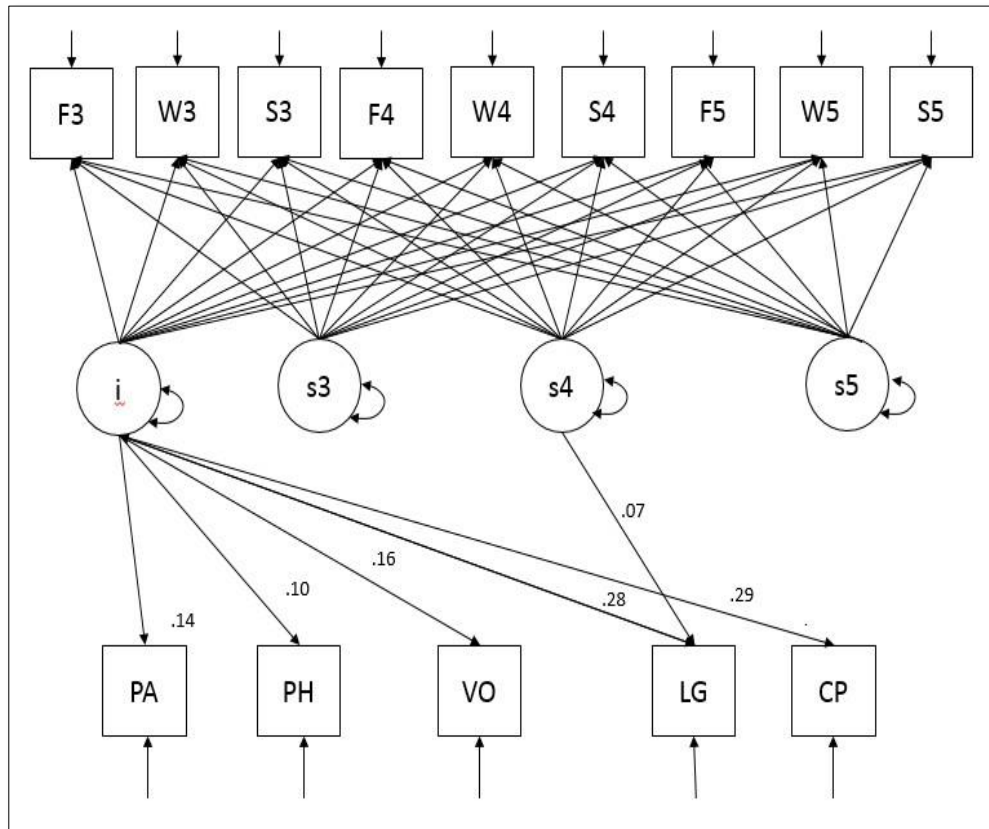 F3 W3 S3 F4 W4 S4 F5 W5 S5
i s3 s4 s5
.07
.16
.10 .28 .29
.14
PA PH VO LG CP